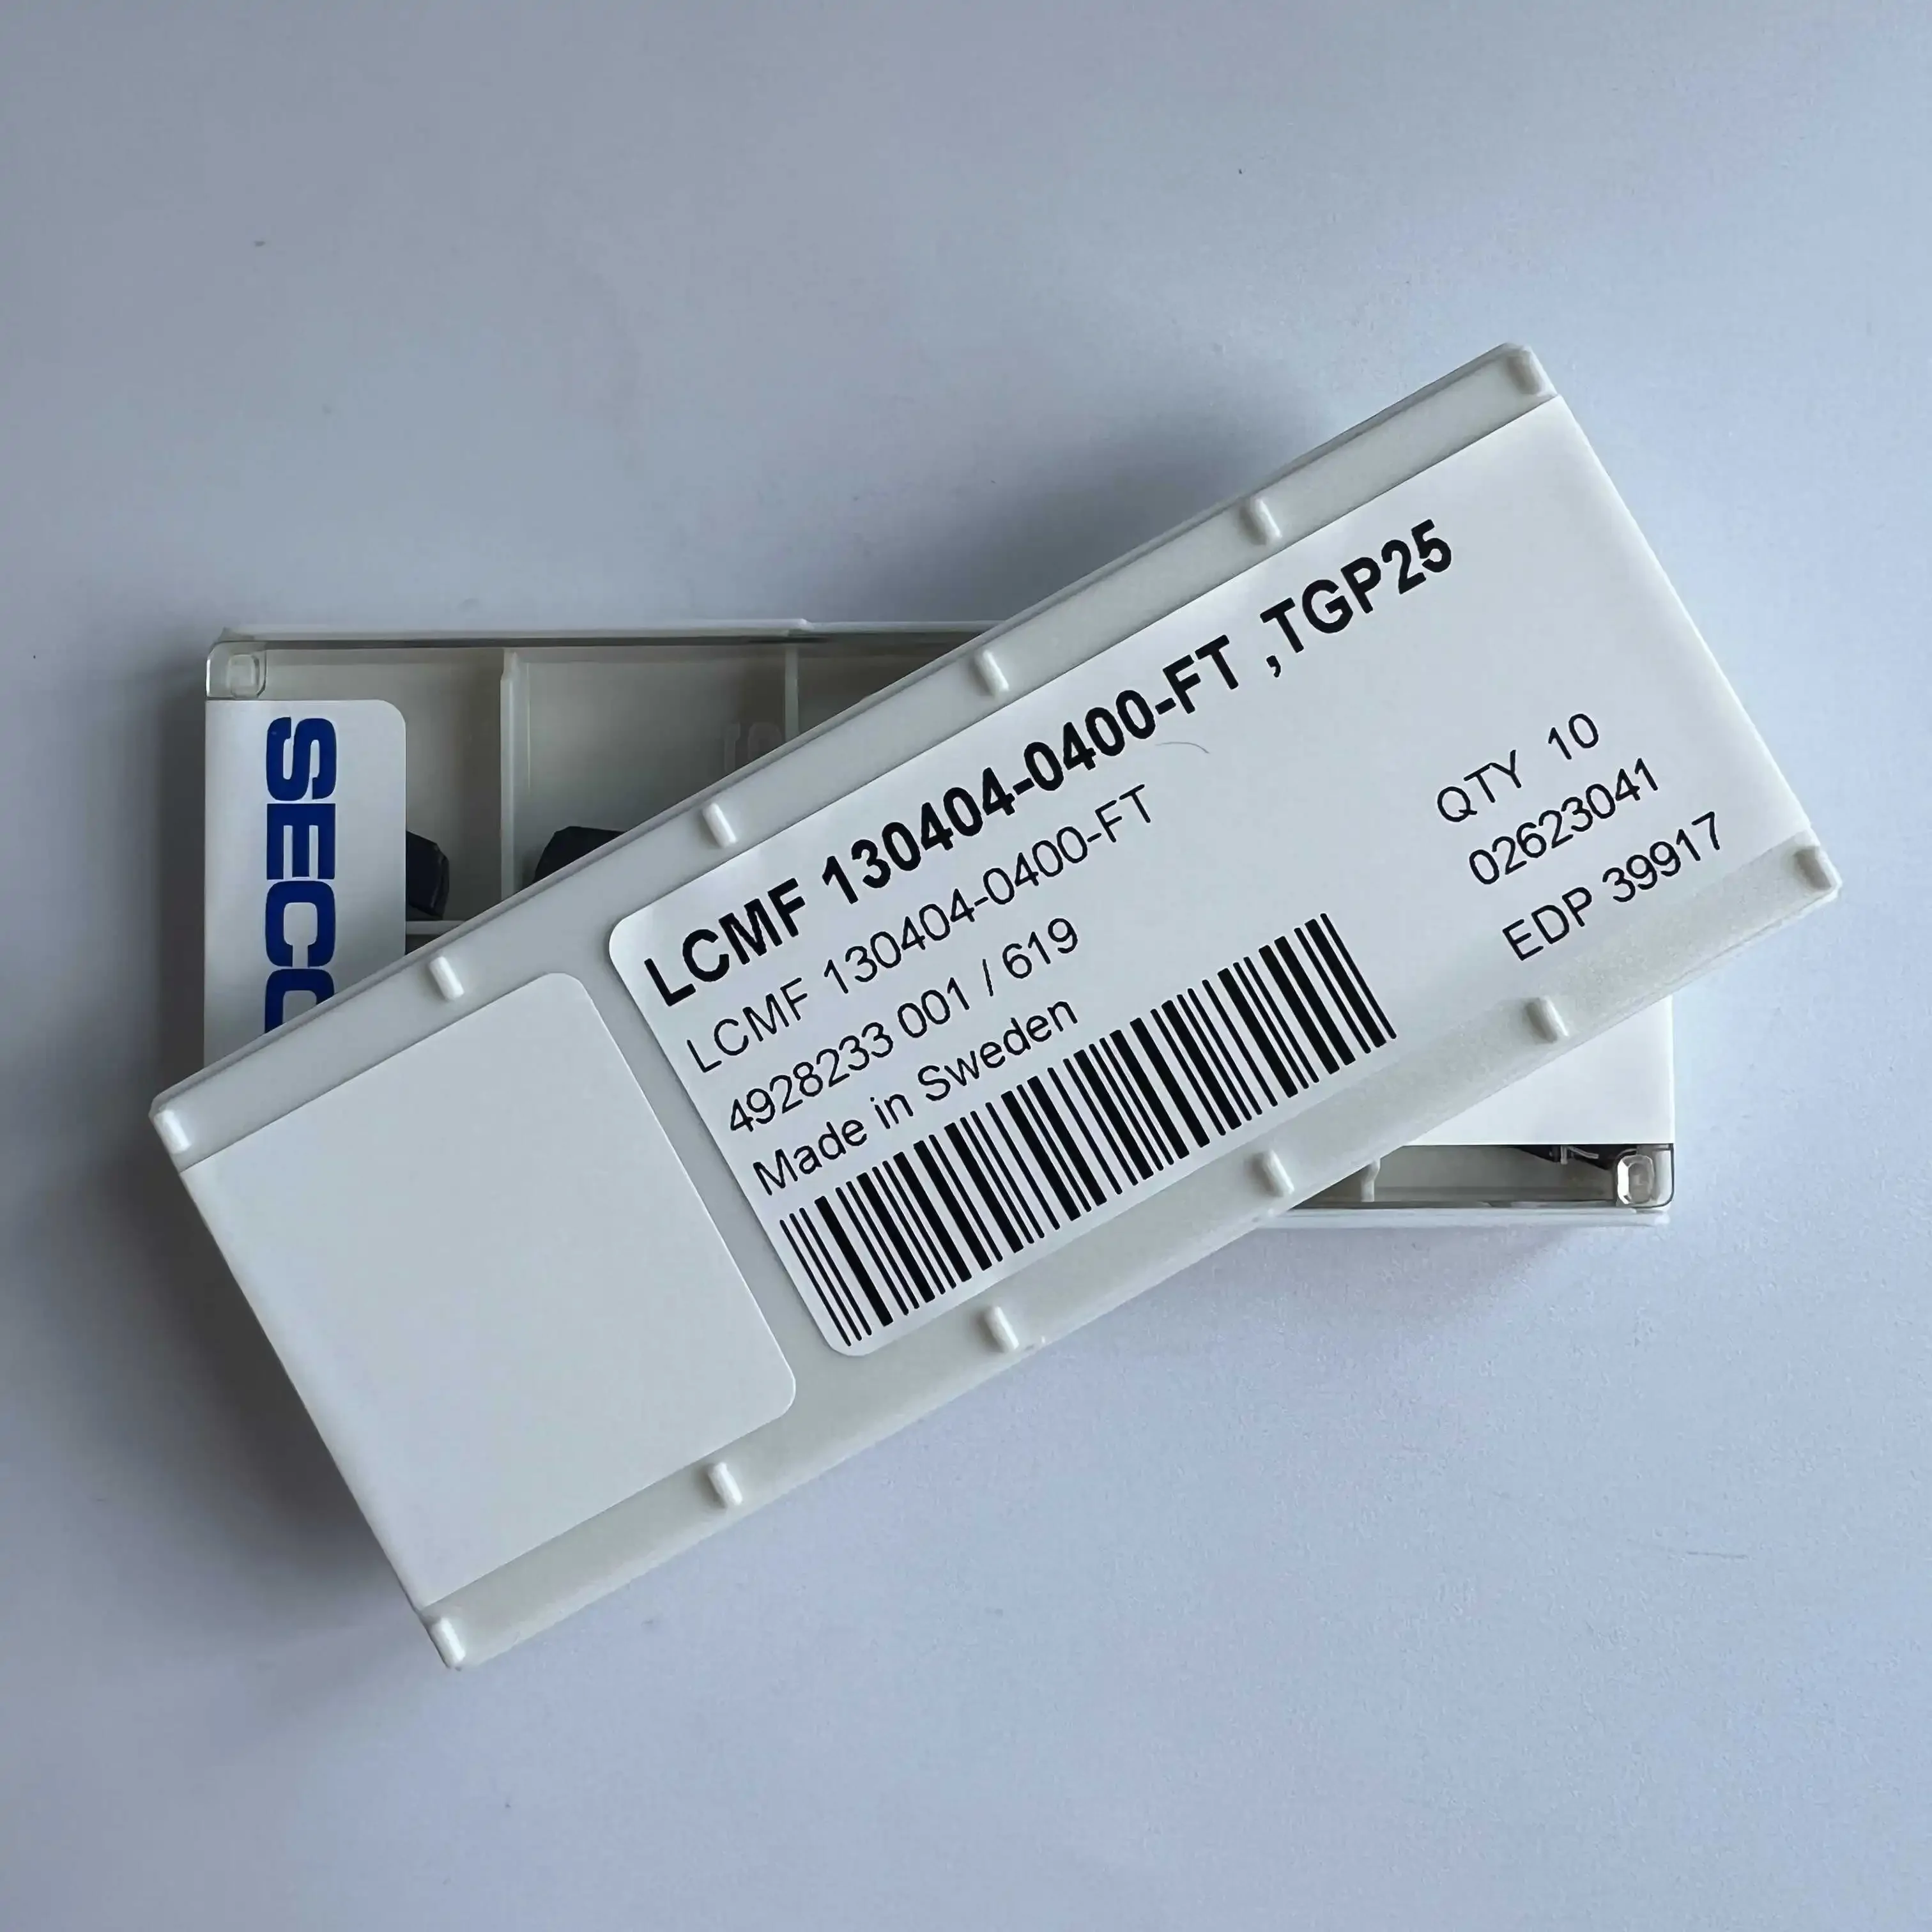 SECO
LCMF 130404-0400-FT ,TGP25
LCMF 130404-0400-FT
4928233 001 / 619
Made in Sweden
QTY 10
02623041
EDP 39917